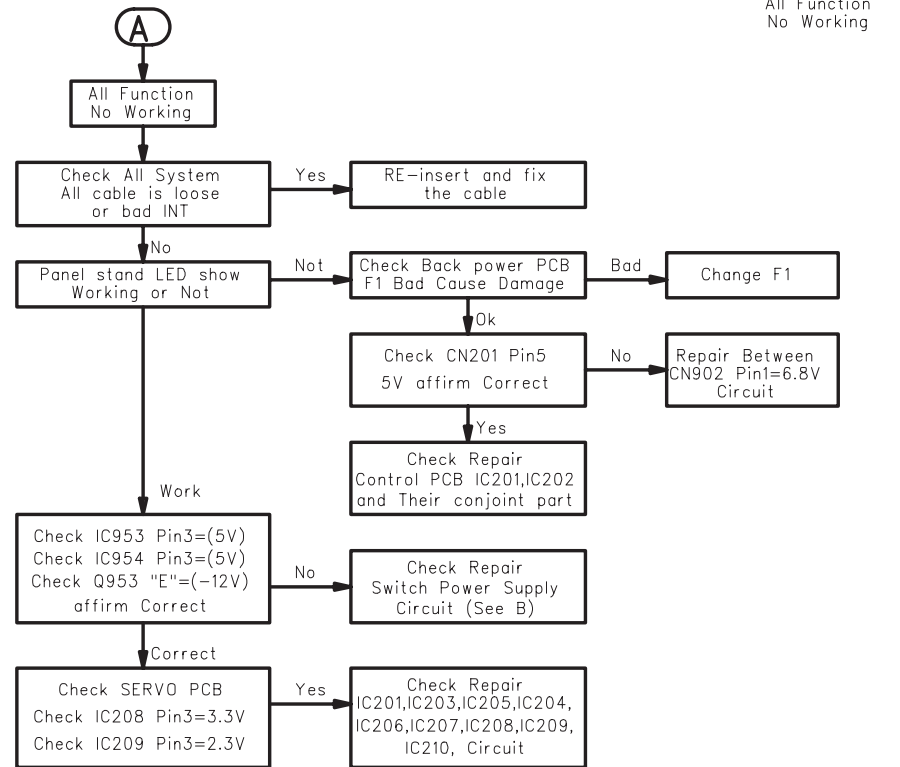 All Function
No Working
A
All Function
No Working
Check All System
All cable is loose
or bad INT
Yes
RE-insert and fix
the cable
No
Panel stand LED show
Working or Not
Not
Check Back power PCB
F1 Bad Cause Damage
Bad
Change F1
Ok
Check CN201 Pin5
5V affirm Correct
No
Repair Between
CN902 Pin1=6.8V
Circuit
Yes
Check Repair
Control PCB IC201,IC202
and Their conjoint part
Work
Check IC953 Pin3=(5V)
Check IC954 Pin3=(5V)
Check Q953 "E"=(-12V)
affirm Correct
No
Check Repair
Switch Power Supply
Circuit (See B)
Correct
Check SERVO PCB
Check IC208 Pin3=3.3V
Check IC209 Pin3=2.3V
Yes
Check Repair
IC201,IC203,IC205,IC204,
IC206,IC207,IC208,IC209,
IC210, Circuit